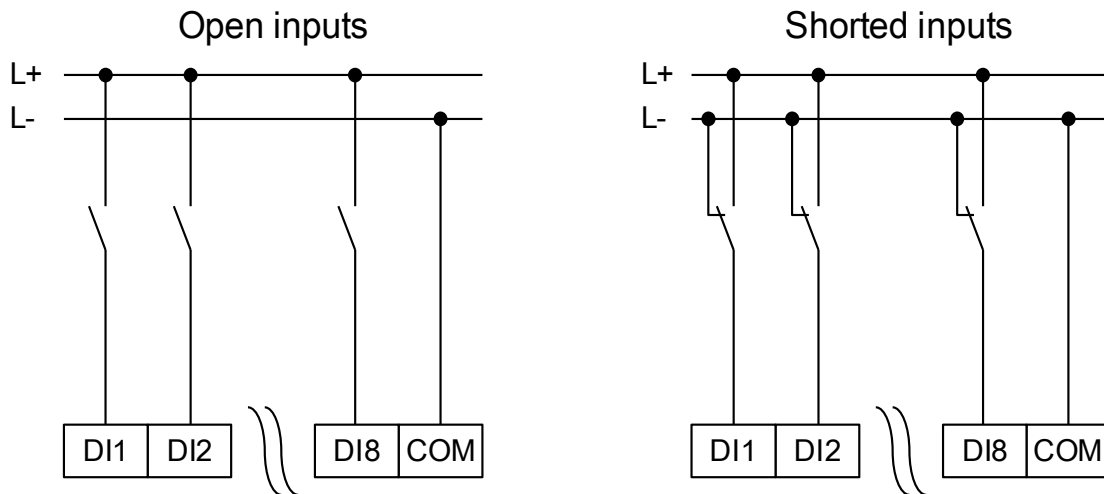 Open inputs
L+
L-
DI1 DI2 DI8 COM
Shorted inputs
L+
L-
DI1 DI2 DI8 COM